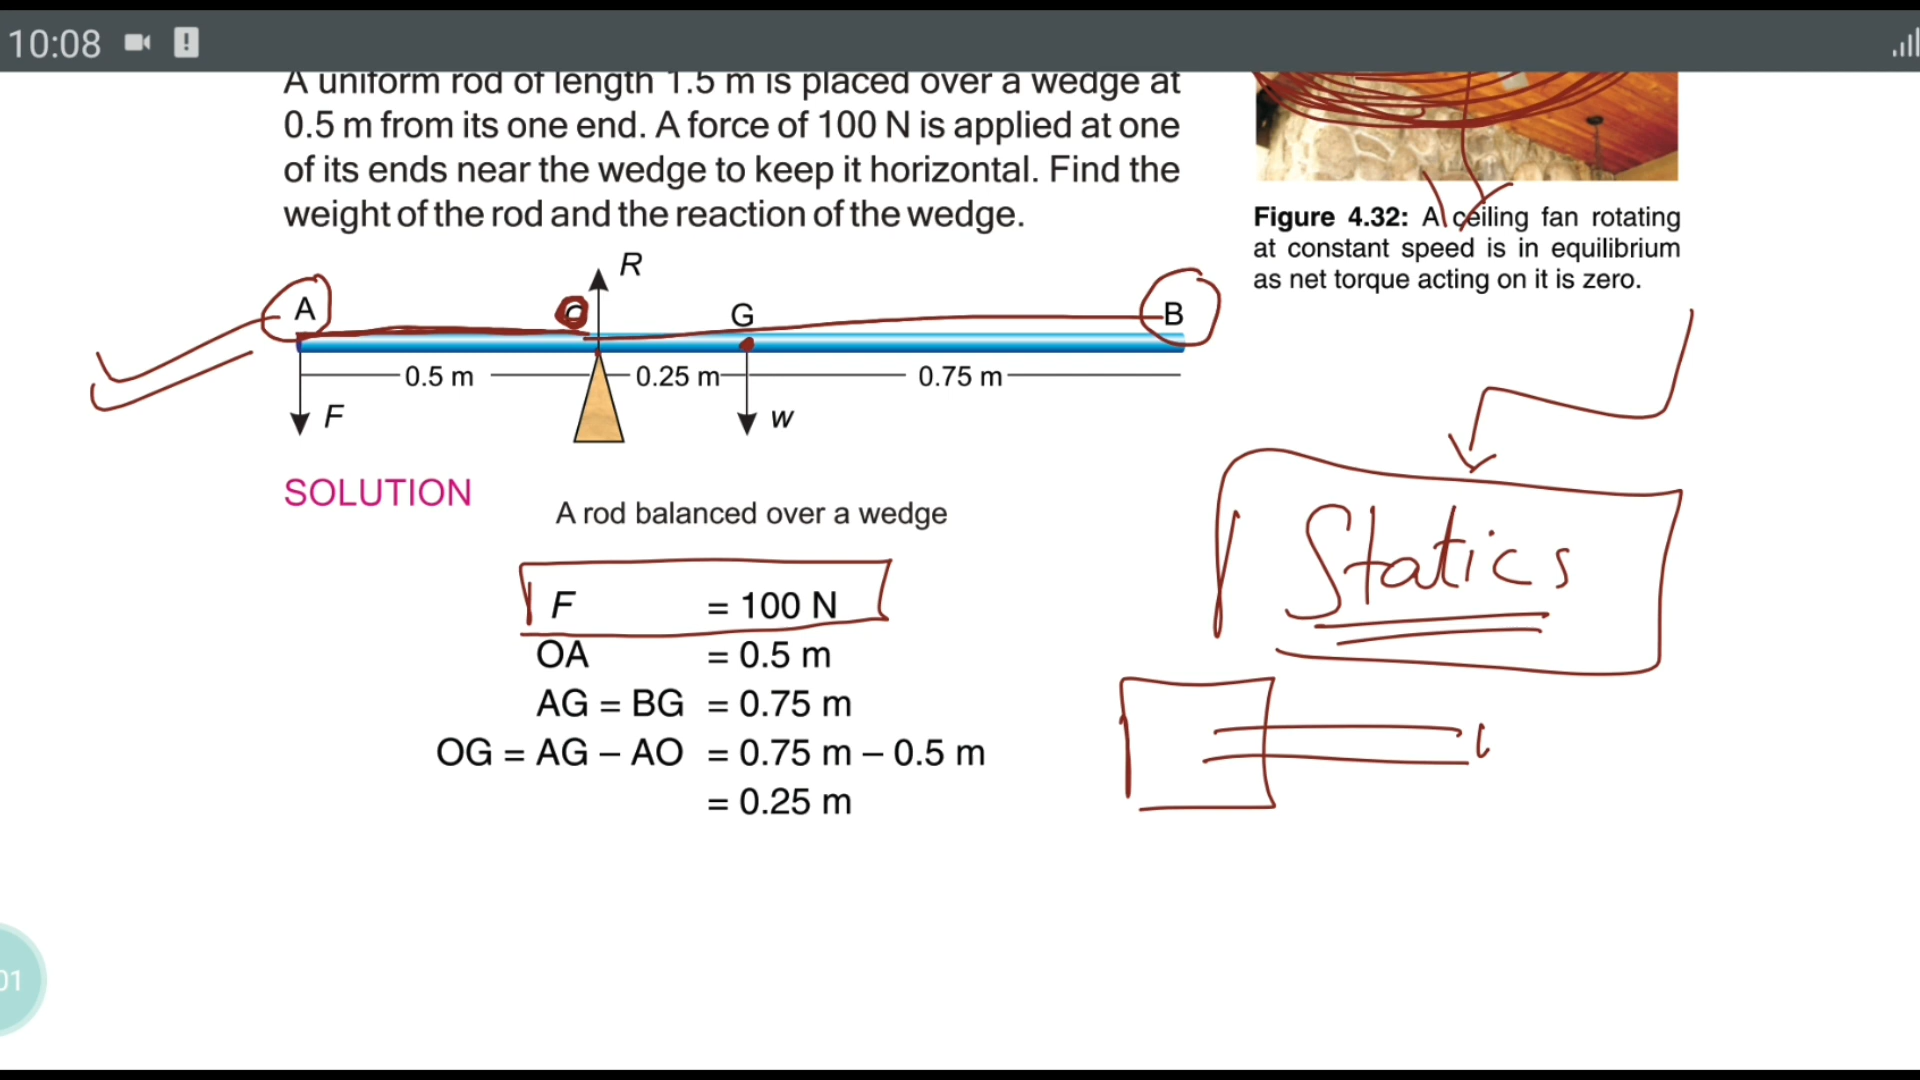 10:08
A uniform rod of length 1.5 m is placed over a wedge at
0.5 m from its one end. A force of 100 N is applied at one
of its ends near the wedge to keep it horizontal. Find the
weight of the rod and the reaction of the wedge.
Figure 4.32: A ceiling fan rotating
at constant speed is in equilibrium
as net torque acting on it is zero.
R
A
G
B
0.5 m
0.25 m
0.75 m
F
w
SOLUTION
A rod balanced over a wedge
Statics
F = 100 N
OA = 0.5 m
AG = BG = 0.75 m
OG = AG – AO = 0.75 m – 0.5 m
= 0.25 m
01